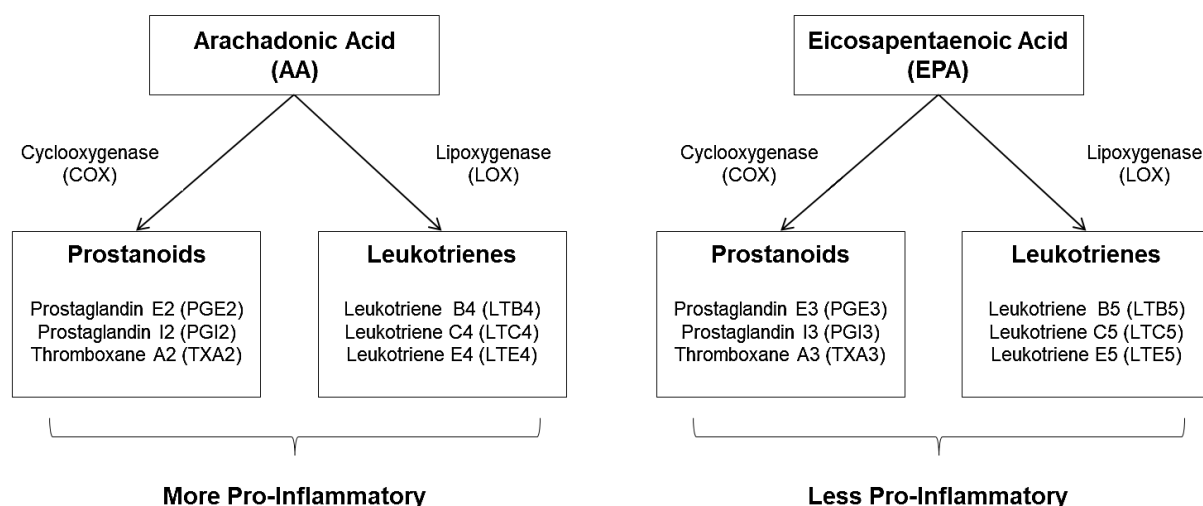 Arachadonic Acid
(AA)
Cyclooxygenase
(COX)
Lipoxygenase
(LOX)
Prostanoids
Prostaglandin E2 (PGE2)
Prostaglandin I2 (PGI2)
Thromboxane A2 (TXA2)
Leukotrienes
Leukotriene B4 (LTB4)
Leukotriene C4 (LTC4)
Leukotriene E4 (LTE4)
More Pro-Inflammatory
Eicosapentaenoic Acid
(EPA)
Cyclooxygenase
(COX)
Lipoxygenase
(LOX)
Prostanoids
Prostaglandin E3 (PGE3)
Prostaglandin I3 (PGI3)
Thromboxane A3 (TXA3)
Leukotrienes
Leukotriene B5 (LTB5)
Leukotriene C5 (LTC5)
Leukotriene E5 (LTE5)
Less Pro-Inflammatory